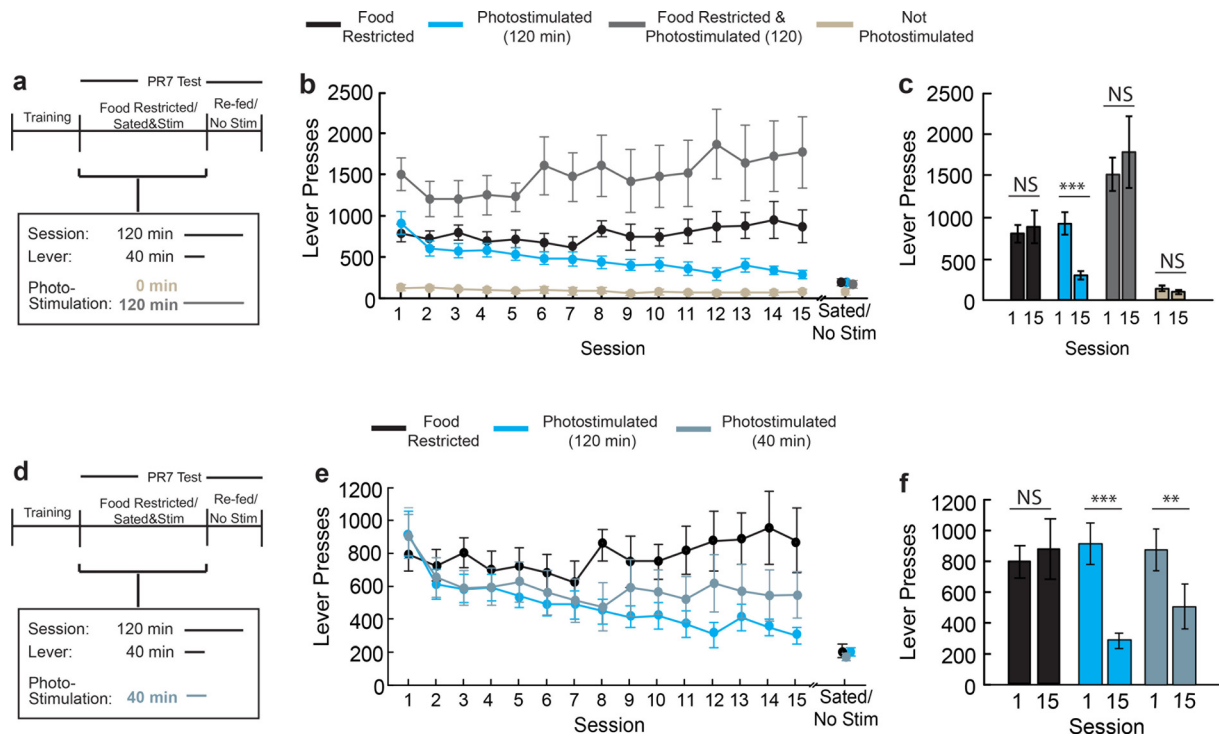 Food Restricted
Photostimulated (120 min)
Food Restricted & Photostimulated (120)
Not Photostimulated
a
PR7 Test
Training
Food Restricted/ Sated&Stim
Re-fed/ No Stim
Session: 120 min
Lever: 40 min
0 min
Photo-
Stimulation: 120 min
b
Lever Presses
2500
2000
1500
1000
500
0
1 2 3 4 5 6 7 8 9 10 11 12 13 14 15
Sated/ No Stim
Session
c
Lever Presses
2500
2000
1500
1000
500
0
NS
***
NS
NS
1 15 1 15 1 15 1 15
Session
Food Restricted
Photostimulated (120 min)
Photostimulated (40 min)
d
PR7 Test
Training
Food Restricted/ Sated&Stim
Re-fed/ No Stim
Session: 120 min
Lever: 40 min
Photo-
Stimulation: 40 min
e
Lever Presses
1200
1000
800
600
400
200
0
1 2 3 4 5 6 7 8 9 10 11 12 13 14 15
Sated/ No Stim
Session
f
Lever Presses
1200
1000
800
600
400
200
0
NS
***
**
1 15 1 15 1 15
Session